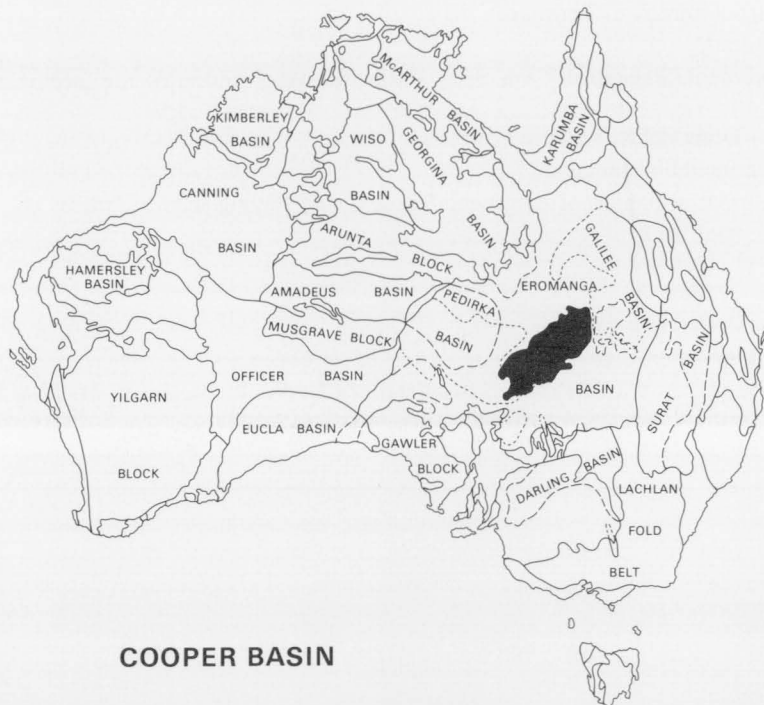 McARTHUR BASIN
KIMBERLEY
BASIN
WISO
BASIN
GEORGINA
BASIN
KARUMBA
BASIN
CANNING
BASIN
GALILEE
BASIN
ARUNTA
BLOCK
HAMERSLEY
BASIN
EROMANGA
BASIN
AMADEUS BASIN
PEDIRKA
BASIN
MUSGRAVE BLOCK
OFFICER
BASIN
YILGARN
BLOCK
SURAT
BASIN
EUCLA BASIN
GAWLER
BLOCK
DARLING BASIN
LACHLAN
FOLD
BELT
COOPER BASIN